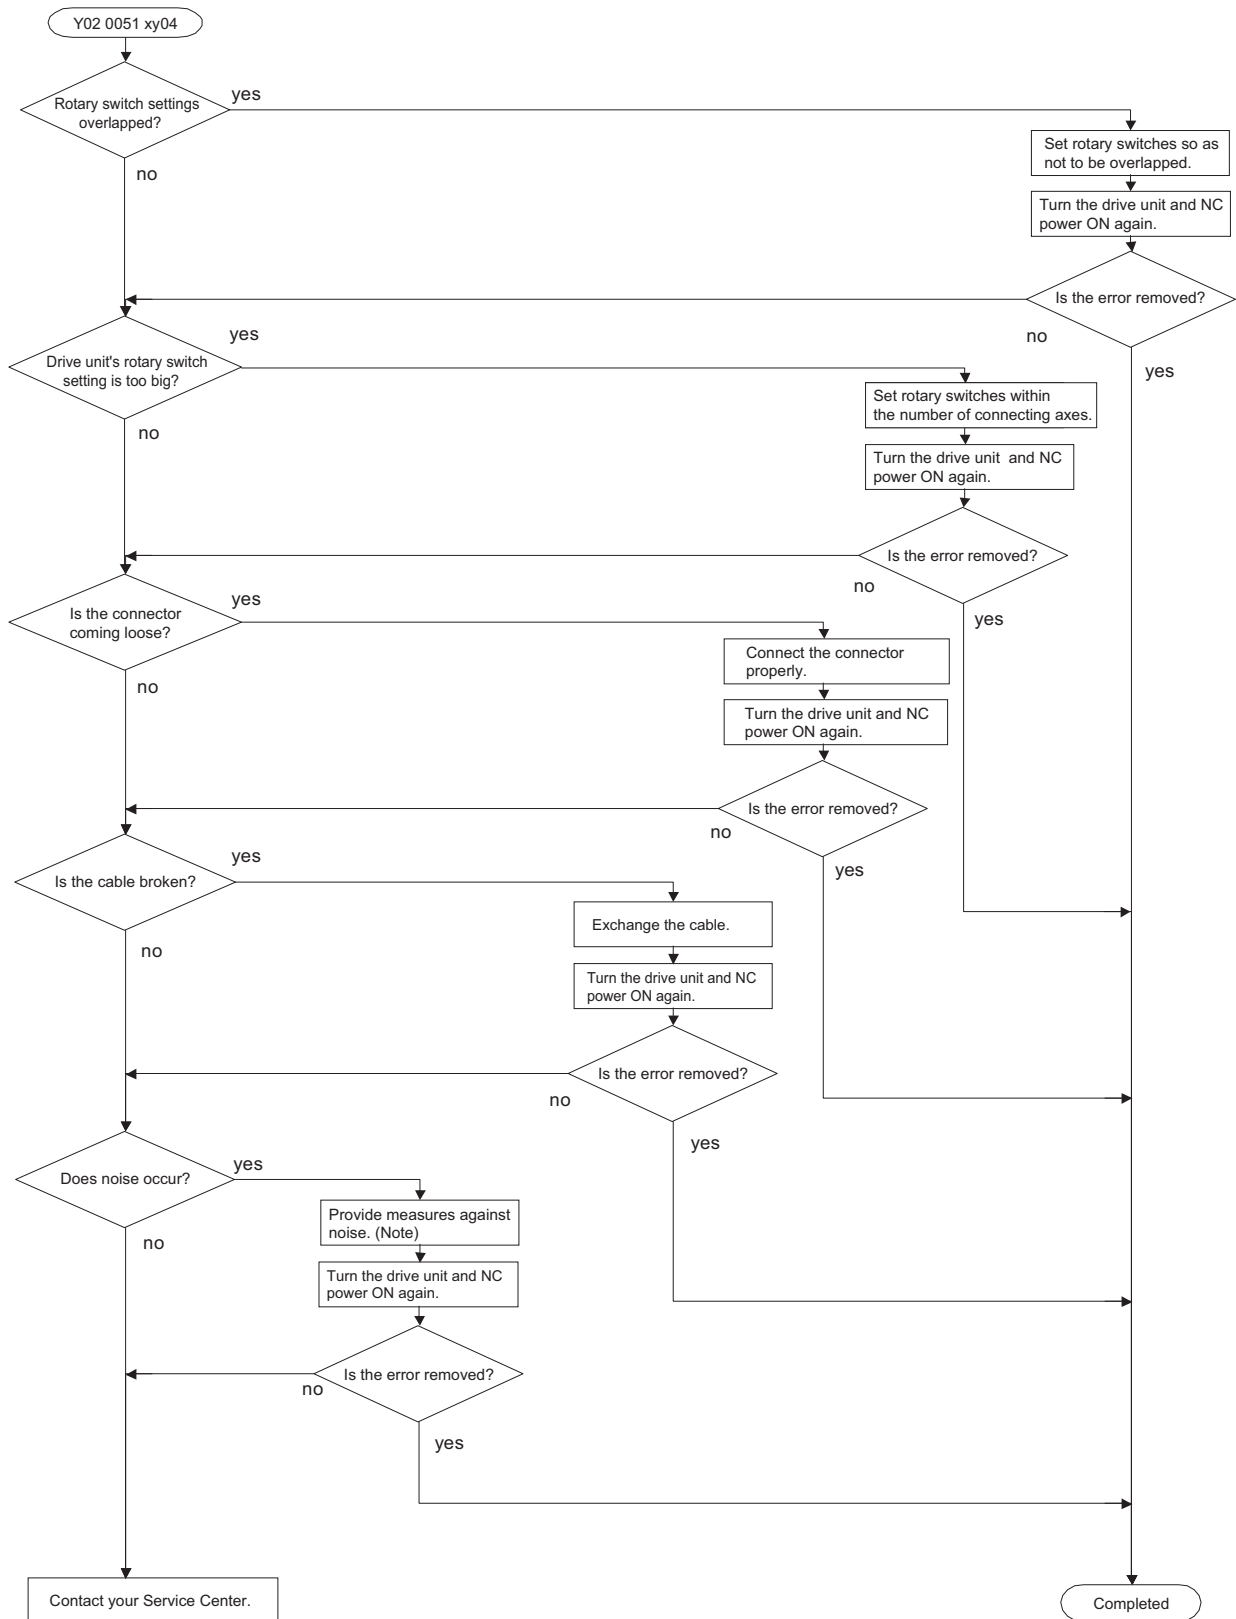 Y02 0051 xy04
Rotary switch settings
overlapped?
yes
no
Set rotary switches so as
not to be overlapped.
Turn the drive unit and NC
power ON again.
Is the error removed?
no
yes
Drive unit's rotary switch
setting is too big?
yes
no
Set rotary switches within
the number of connecting axes.
Turn the drive unit and NC
power ON again.
Is the error removed?
no
yes
Is the connector
coming loose?
yes
no
Connect the connector
properly.
Turn the drive unit and NC
power ON again.
Is the error removed?
no
yes
Is the cable broken?
yes
no
Exchange the cable.
Turn the drive unit and NC
power ON again.
Is the error removed?
no
yes
Does noise occur?
yes
no
Provide measures against
noise. (Note)
Turn the drive unit and NC
power ON again.
Is the error removed?
no
yes
Contact your Service Center.
Completed